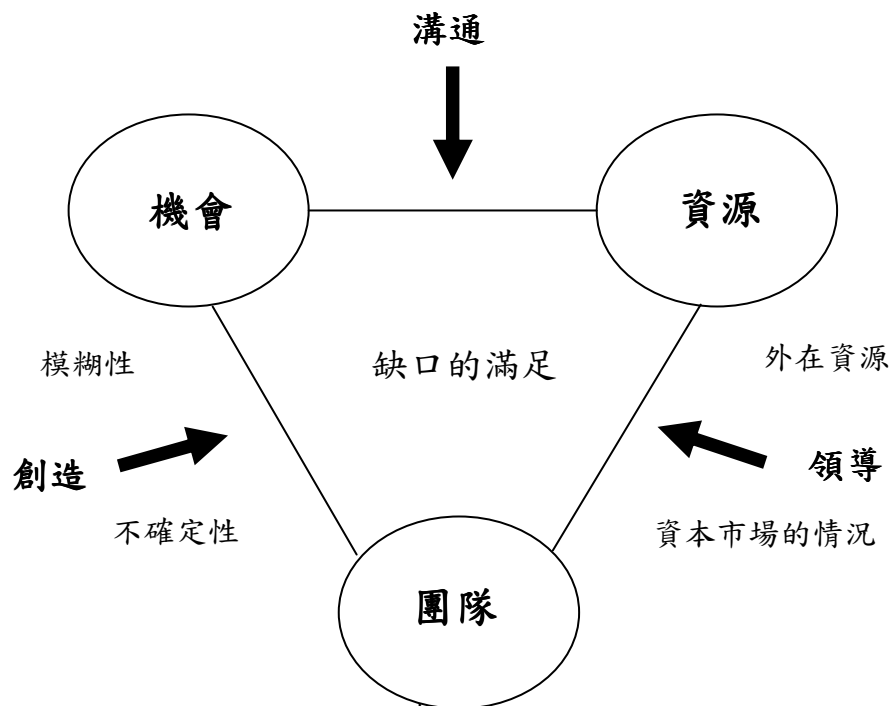 溝通
機會
資源
模糊性
缺口的滿足
外在資源
創造
領導
不確定性
資本市場的情況
團隊